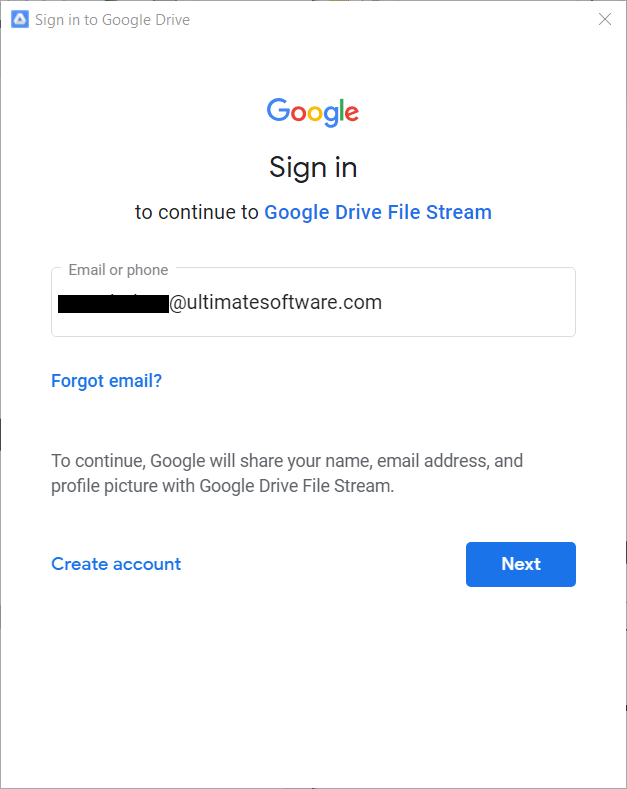 Sign in to Google Drive
Google
Sign in
to continue to Google Drive File Stream
Email or phone
@ultimatesoftware.com
Forgot email?
To continue, Google will share your name, email address, and
profile picture with Google Drive File Stream.
Create account
Next